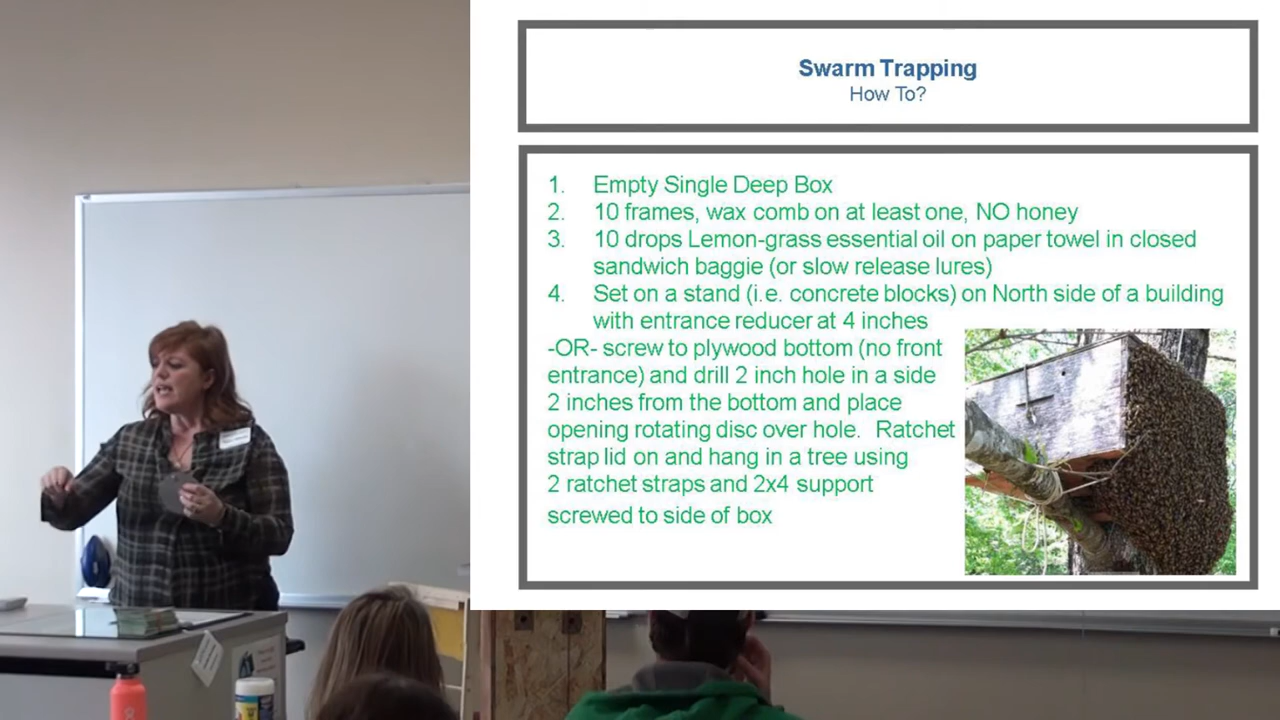 Swarm Trapping
How To?
1. Empty Single Deep Box
2. 10 frames, wax comb on at least one, NO honey
3. 10 drops Lemon-grass essential oil on paper towel in closed
sandwich baggie (or slow release lures)
4. Set on a stand (i.e. concrete blocks) on North side of a building
with entrance reducer at 4 inches
-OR- screw to plywood bottom (no front
entrance) and drill 2 inch hole in a side
2 inches from the bottom and place
opening rotating disc over hole. Ratchet
strap lid on and hang in a tree using
2 ratchet straps and 2x4 support
screwed to side of box